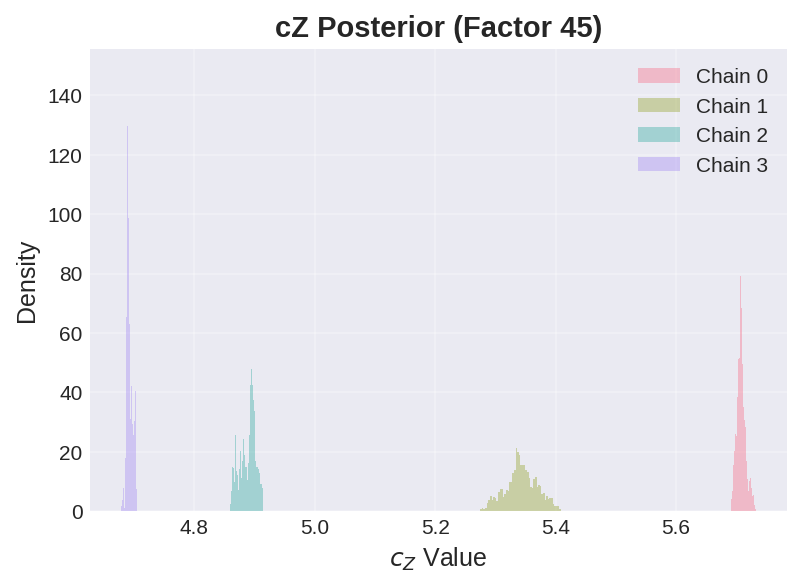 cZ Posterior (Factor 45)
Chain 0
Chain 1
Chain 2
Chain 3
140
120
100
80
60
40
20
0
Density
4.8 5.0 5.2 5.4 5.6
c_Z Value